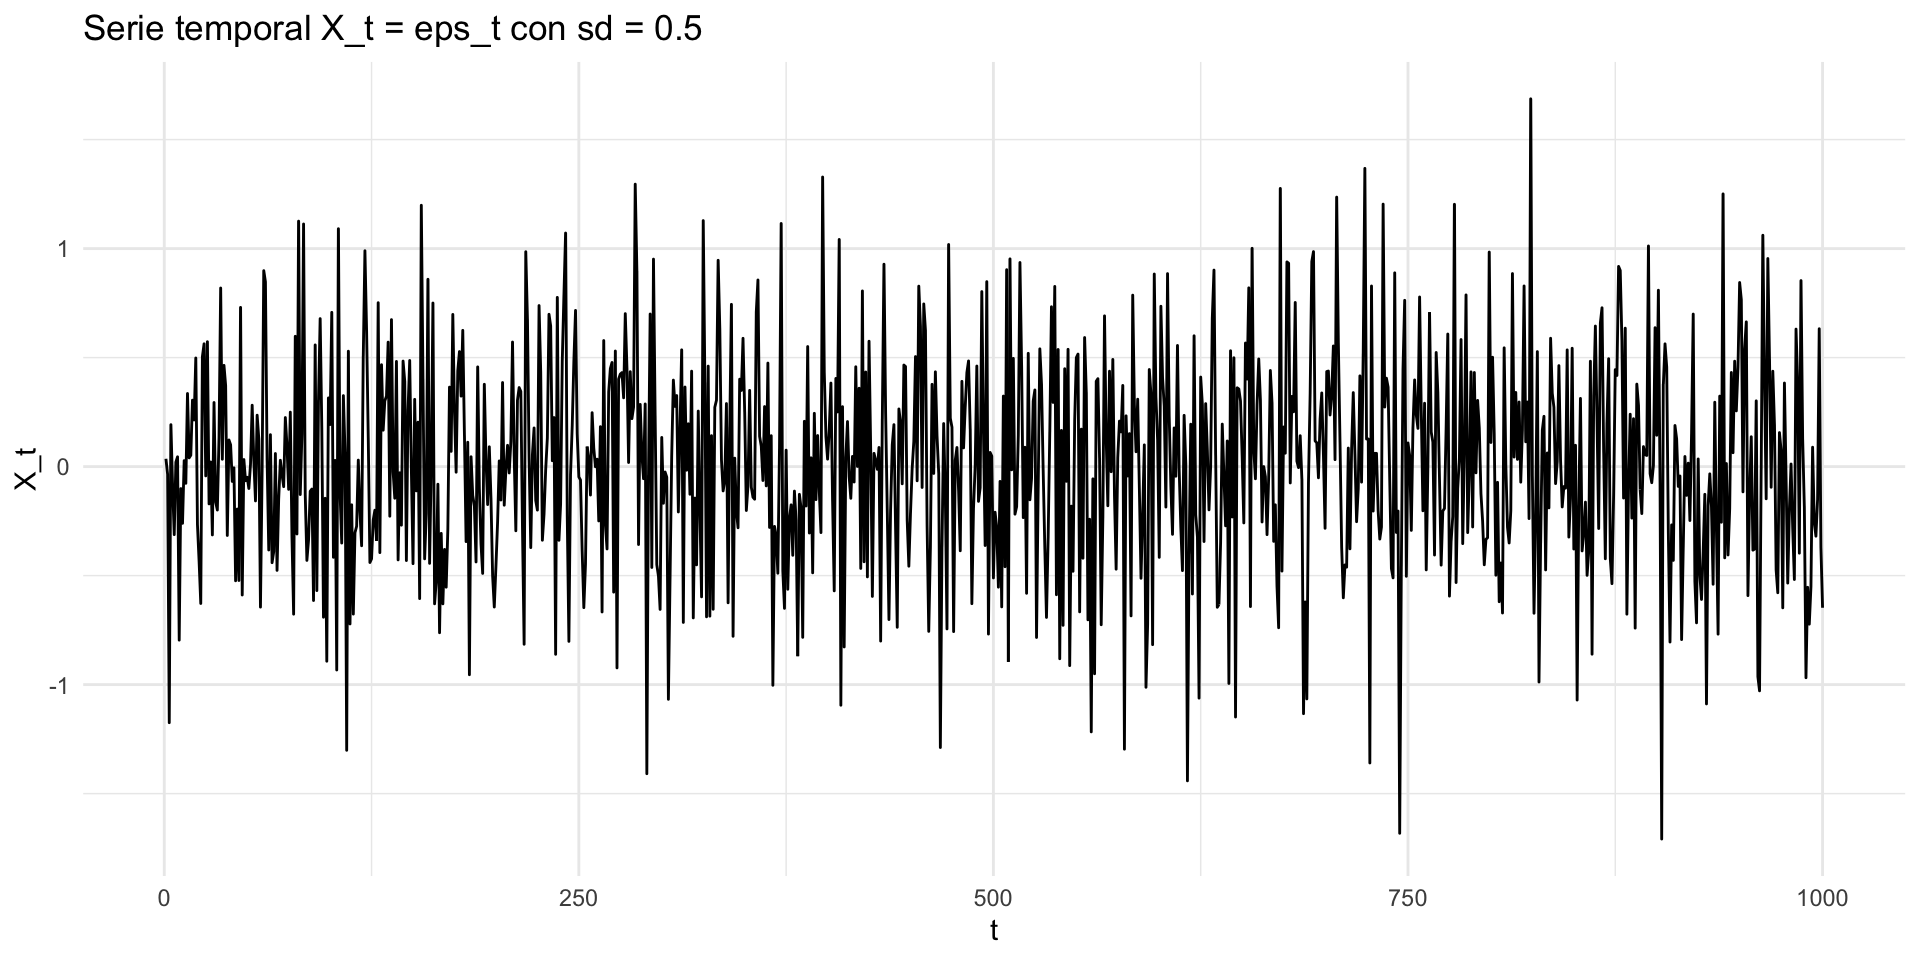 Serie temporal X_t = eps_t con sd = 0.5
X_t
1
0
-1
0 250 500 750 1000
t